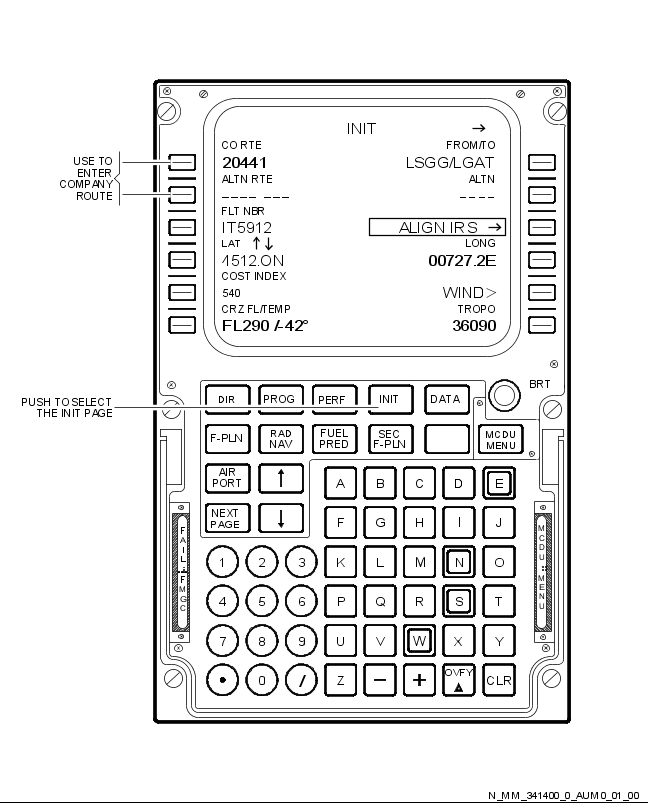 INIT →
CO RTE FROM/TO
20441 LSGG/LGAT
ALTN RTE ALTN
---- --- ----
FLT NBR
IT5912 ALIGN IRS →
LAT ↑↓ LONG
4512.ON 00727.2E
COST INDEX
540 WIND>
CRZ FL/TEMP TROPO
FL290 /-42° 36090
USE TO
ENTER
COMPANY
ROUTE
PUSH TO SELECT
THE INIT PAGE
BRT
DIR PROG PERF INIT DATA
F-PLN RAD NAV FUEL PRED SEC F-PLN MCDU MENU
AIR PORT ↑ A B C D E
NEXT PAGE ↓ F G H I J
1 2 3 K L M N O
4 5 6 P Q R S T
7 8 9 U V W X Y
• 0 / Z − + OVFY CLR
FAIL : FMGC
MCDU : MENU
N_MM_341400_0_AUM0_01_00